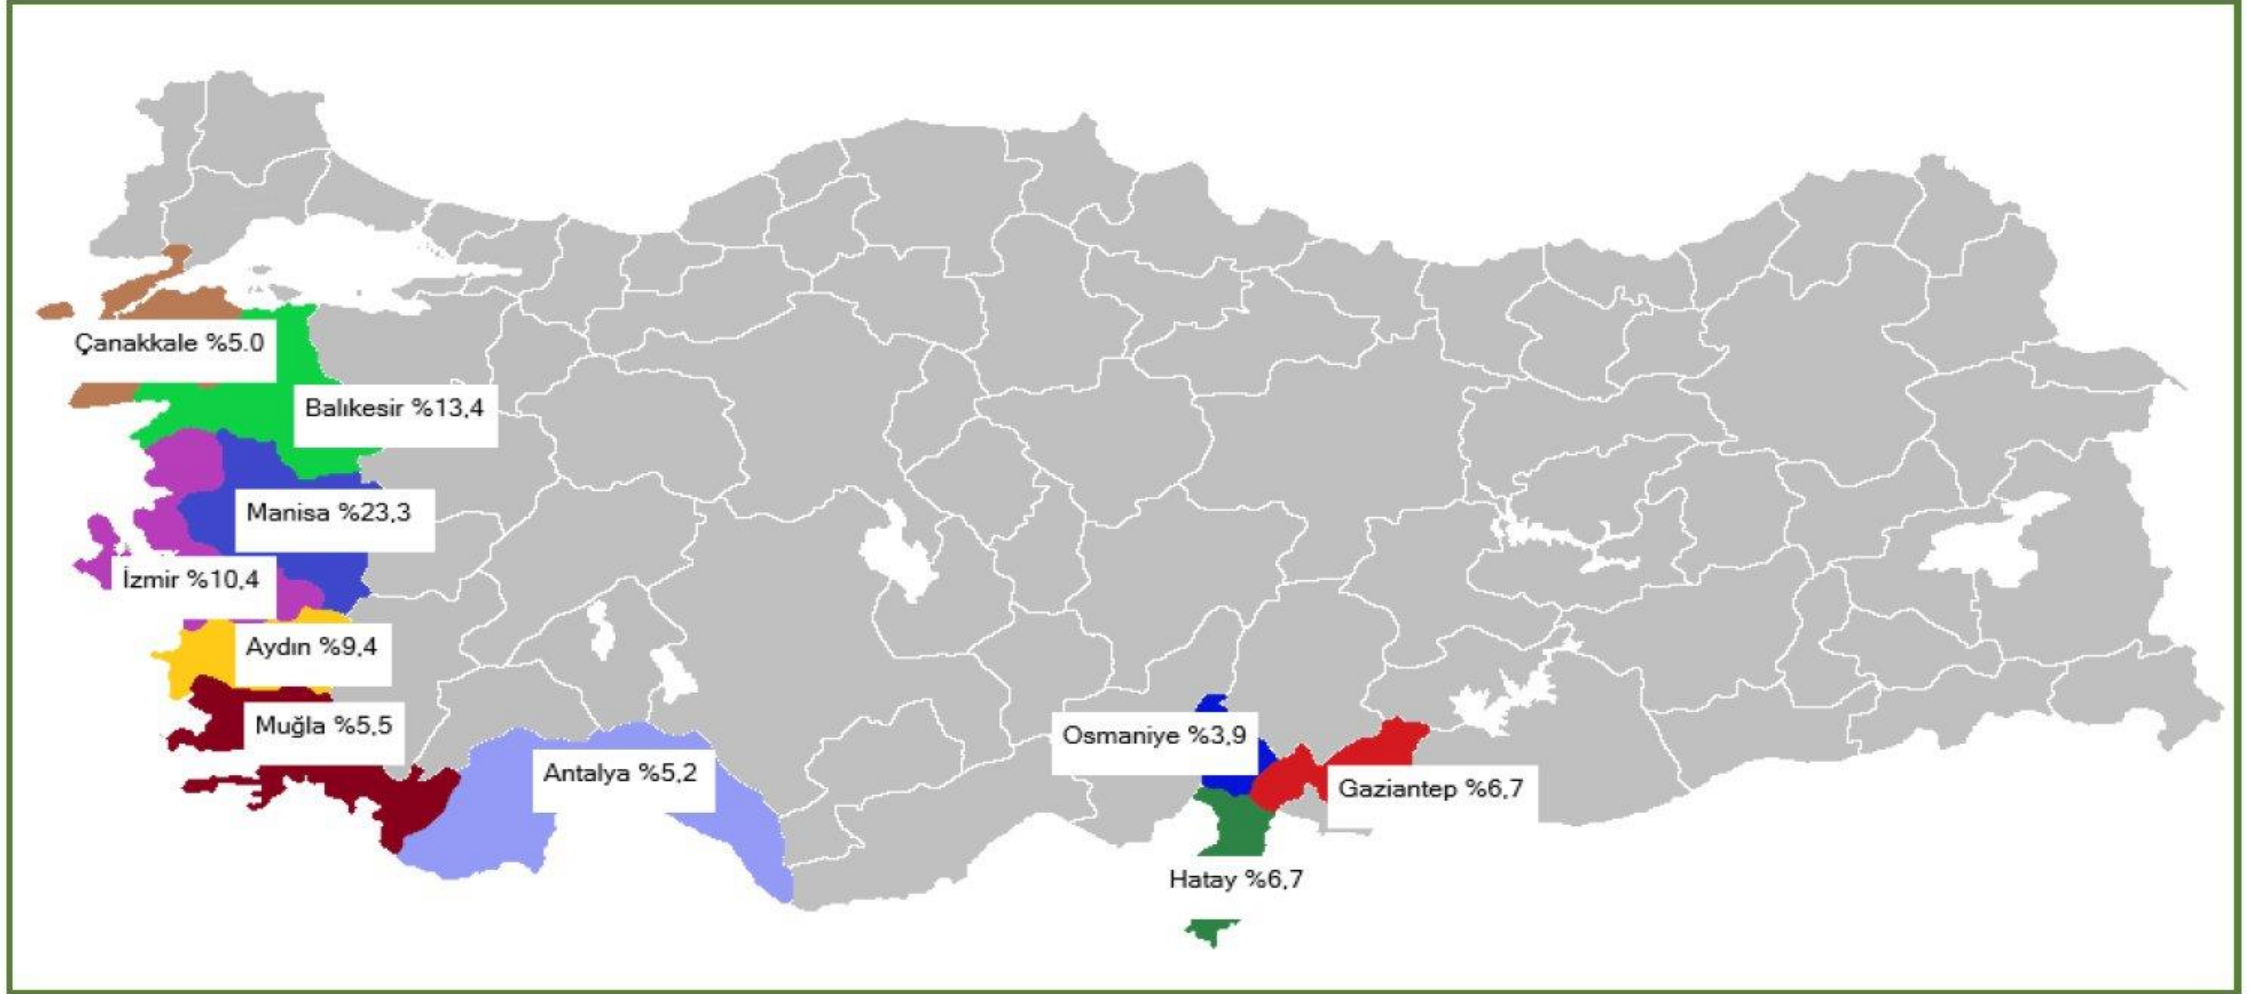 Çanakkale %5.0
Balıkesir %13,4
Manisa %23,3
İzmir %10,4
Aydın %9,4
Muğla %5,5
Antalya %5,2
Osmaniye %3,9
Gaziantep %6,7
Hatay %6,7